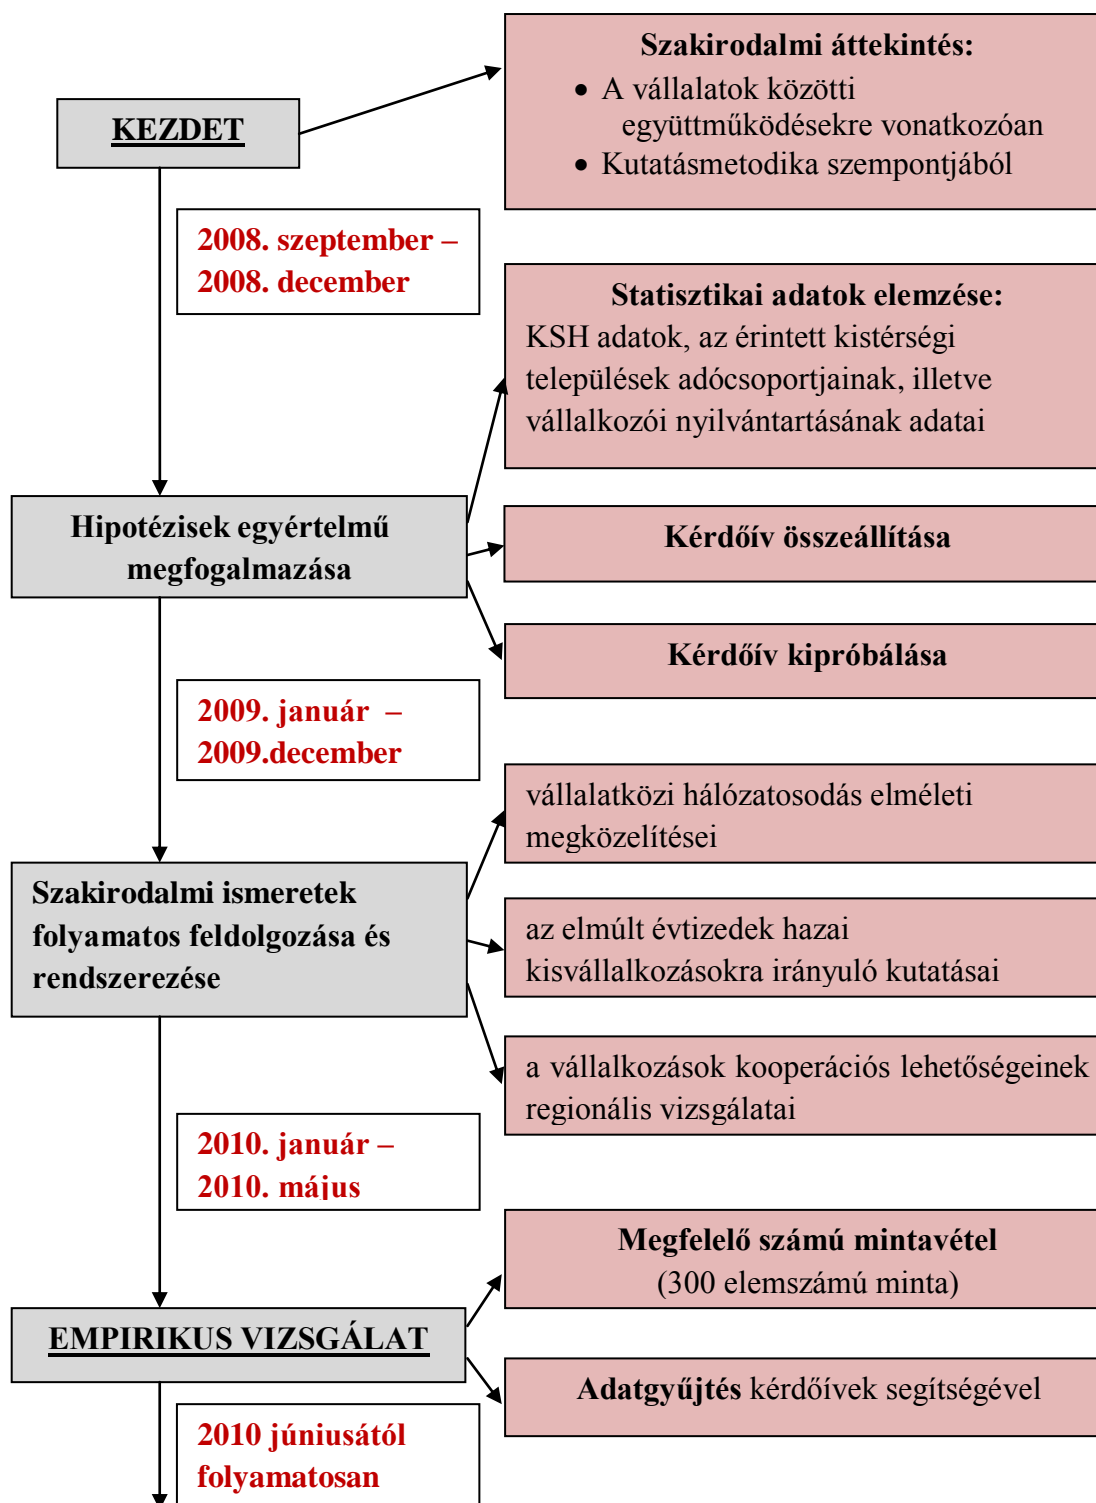 KEZDET
Szakirodalmi áttekintés:
• A vállalatok közötti
együttműködésekre vonatkozóan
• Kutatásmetodika szempontjából
2008. szeptember –
2008. december
Statisztikai adatok elemzése:
KSH adatok, az érintett kistérségi
települések adócsoportjainak, illetve
vállalkozói nyilvántartásának adatai
Hipotézisek egyértelmű
megfogalmazása
Kérdőív összeállítása
Kérdőív kipróbálása
2009. január –
2009.december
vállalatközi hálózatosodás elméleti
megközelítései
Szakirodalmi ismeretek
folyamatos feldolgozása és
rendszerezése
az elmúlt évtizedek hazai
kisvállalkozásokra irányuló kutatásai
a vállalkozások kooperációs lehetőségeinek
regionális vizsgálatai
2010. január –
2010. május
Megfelelő számú mintavétel
(300 elemszámú minta)
EMPIRIKUS VIZSGÁLAT
Adatgyűjtés kérdőívek segítségével
2010 júniusától
folyamatosan